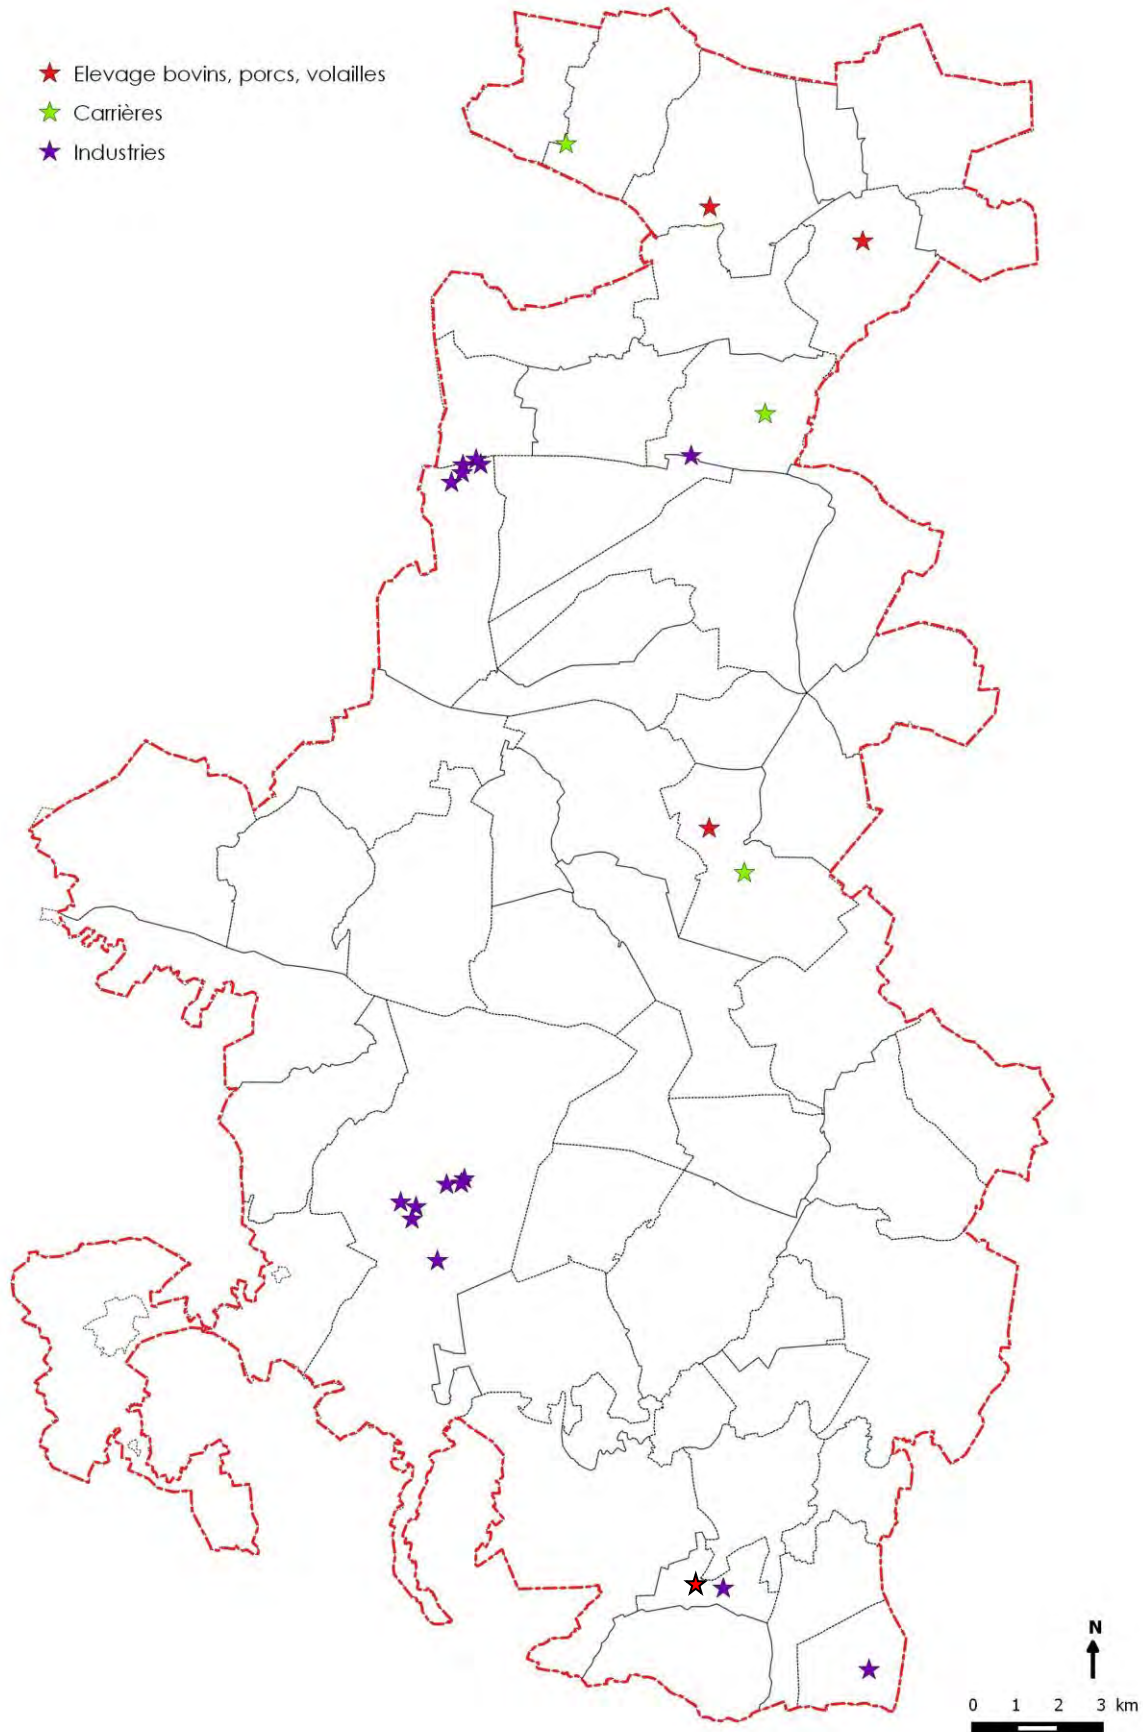 Elevage bovins, porcs, volailles
Carrières
Industries
N
0 1 2 3 km